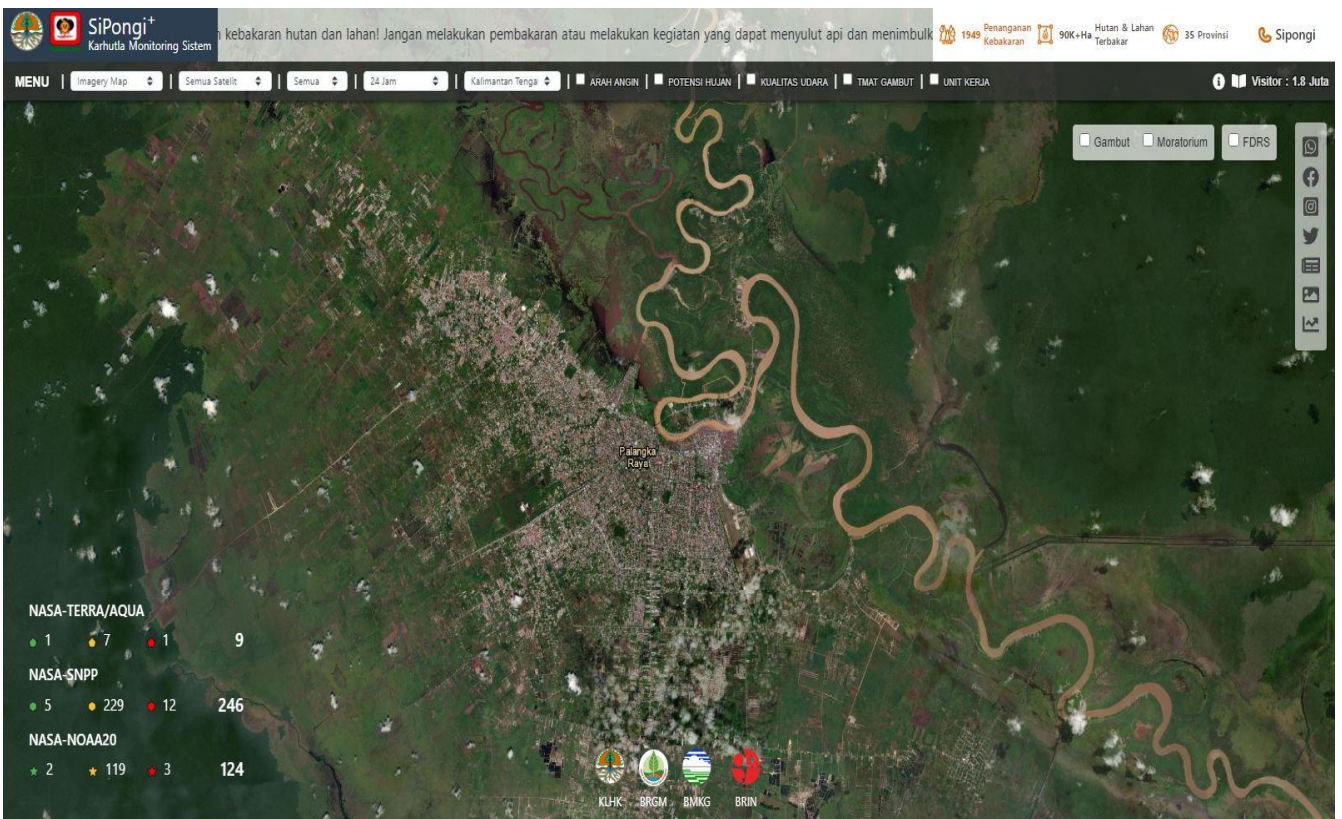 SiPongi+
Karhutla Monitoring Sistem
kebakaran hutan dan lahan! Jangan melakukan pembakaran atau melakukan kegiatan yang dapat menyulut api dan menimbulk
1949 Penanganan Kebakaran
90K+Ha Hutan & Lahan Terbakar
35 Provinsi
Sipongi
MENU | Imagery Map | Semua Satelit | Semua | 24 Jam | Kalimantan Tenga | ARAH ANGIN | POTENSI HUJAN | KUALITAS UDARA | TMAT GAMBUT | UNIT KERJA
Visitor : 1.8 Juta
Gambut Moratorium FDRS
Palangka
Raya
NASA-TERRA/AQUA
1 7 1 9
NASA-SNPP
5 229 12 246
NASA-NOAA20
2 119 3 124
KLHK BRGM BMKG BRIN